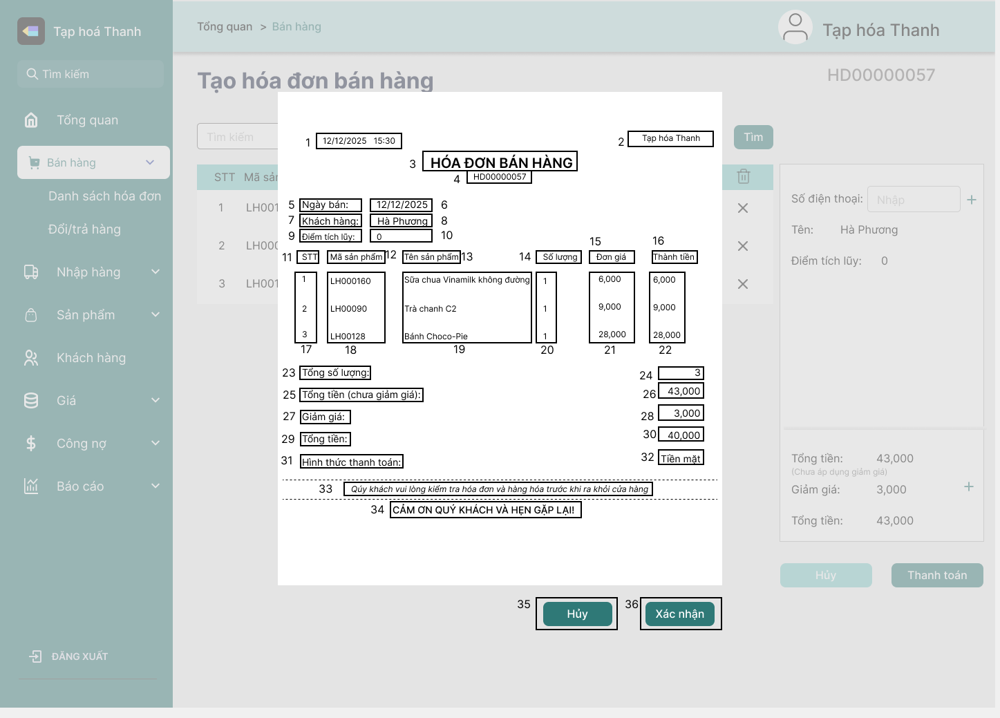 Tạp hoá Thanh
Tìm kiếm
Tổng quan
Bán hàng
Danh sách hóa đơn
Đổi/trả hàng
Nhập hàng
Sản phẩm
Khách hàng
Giá
Công nợ
Báo cáo
ĐĂNG XUẤT
Tổng quan > Bán hàng
Tạp hóa Thanh
Tạo hóa đơn bán hàng
HD00000057
Tìm kiếm
Tìm
STT Mã sản
1 LH001
2 LH000
3 LH001
1 12/12/2025 15:30
2 Tạp hóa Thanh
3 HÓA ĐƠN BÁN HÀNG
4 HD00000057
5 Ngày bán: 12/12/2025 6
7 Khách hàng: Hà Phương 8
9 Điểm tích lũy: 0 10
15 16
11 STT Mã sản phẩm 12 Tên sản phẩm 13 14 Số lượng Đơn giá Thành tiền
1 LH000160 Sữa chua Vinamilk không đường 1 6,000 6,000
2 LH00090 Trà chanh C2 1 9,000 9,000
3 LH00128 Bánh Choco-Pie 1 28,000 28,000
17 18 19 20 21 22
23 Tổng số lượng: 24 3
25 Tổng tiền (chưa giảm giá): 26 43,000
27 Giảm giá: 28 3,000
29 Tổng tiền: 30 40,000
31 Hình thức thanh toán: 32 Tiền mặt
33 Qúy khách vui lòng kiểm tra hóa đơn và hàng hóa trước khi ra khỏi cửa hàng
34 CẢM ƠN QUÝ KHÁCH VÀ HẸN GẶP LẠI!
35 Hủy 36 Xác nhận
Số điện thoại: Nhập +
Tên: Hà Phương
Điểm tích lũy: 0
Tổng tiền: 43,000
(Chưa áp dụng giảm giá)
Giảm giá: 3,000 +
Tổng tiền: 43,000
Hủy Thanh toán